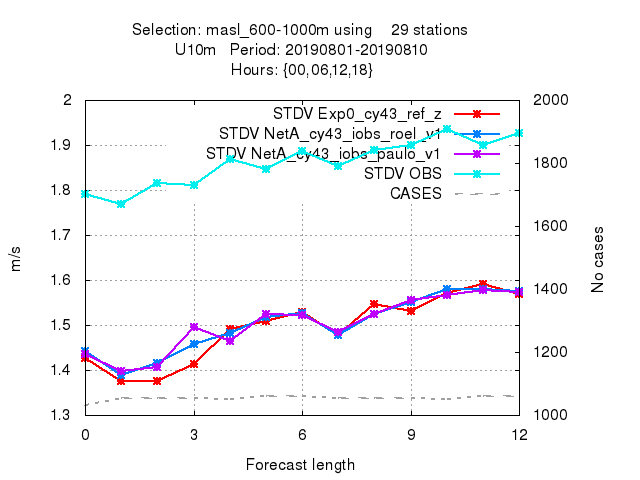 Selection: masl_600-1000m using    29 stations
U10m   Period: 20190801-20190810
Hours: {00,06,12,18}
STDV Exp0_cy43_ref_z
STDV NetA_cy43_iobs_roel_v1
STDV NetA_cy43_iobs_paulo_v1
STDV OBS
CASES
m/s
2
1.9
1.8
1.7
1.6
1.5
1.4
1.3
2000
1800
1600
1400
1200
1000
No cases
0 3 6 9 12
Forecast length